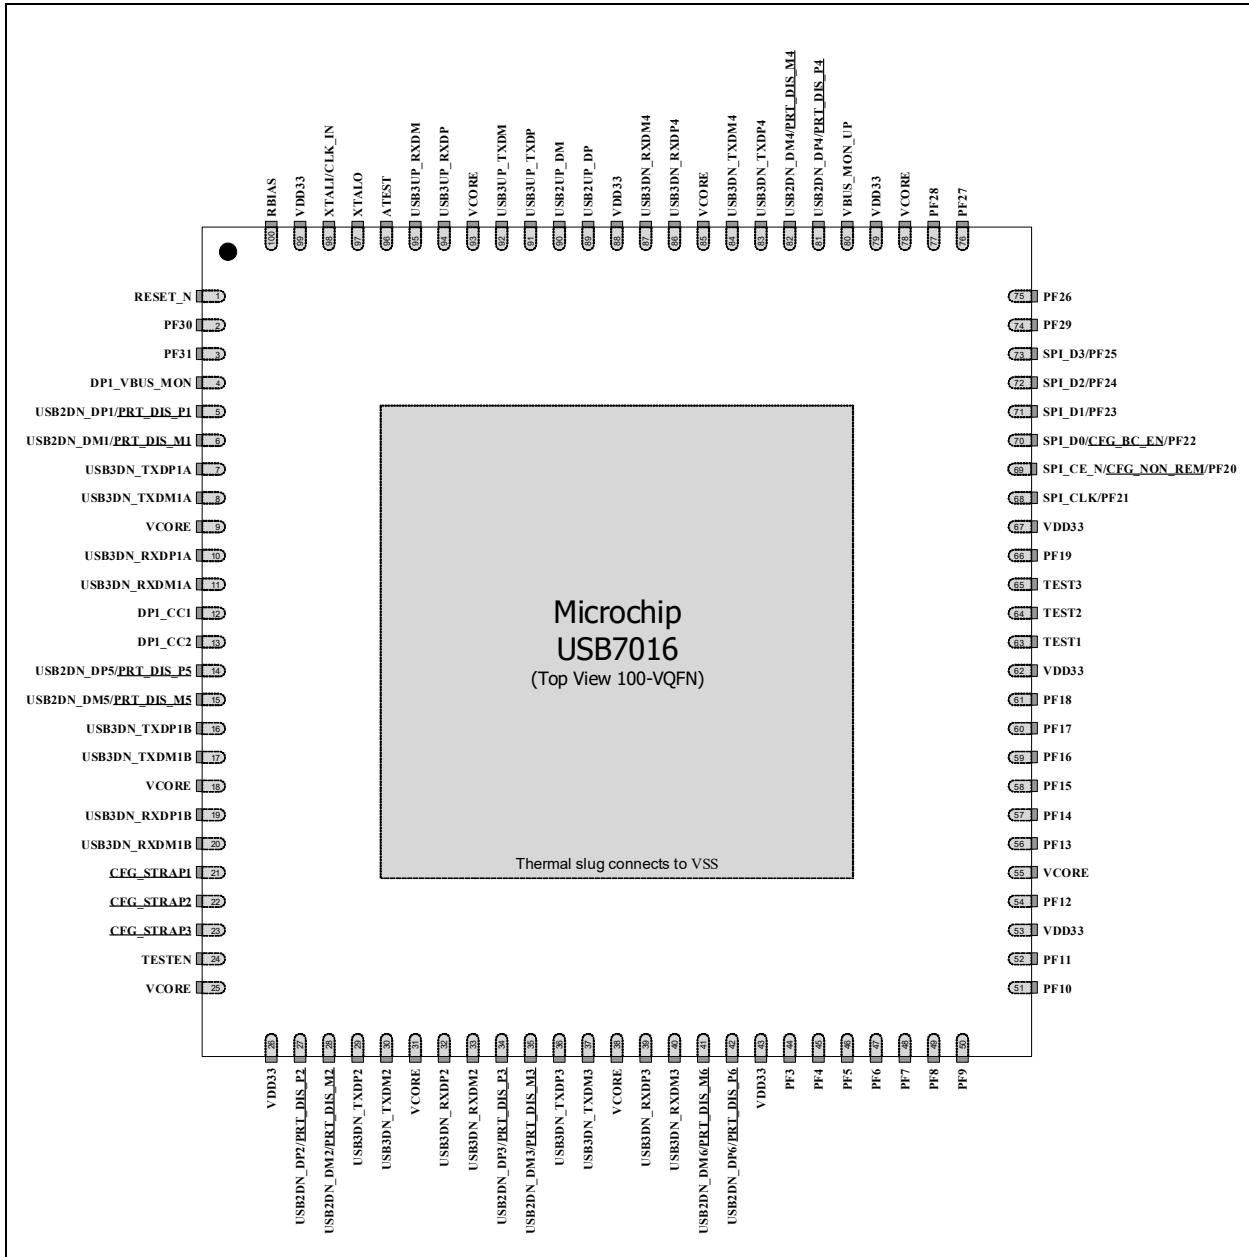 RBIAS
VDD33
XTALI/CLK_IN
XTALO
ATEST
USB3UP_RXDM
USB3UP_RXDP
VCORE
USB3UP_TXDM
USB3UP_TXDP
USB2UP_DM
USB2UP_DP
VDD33
USB3DN_RXDM4
USB3DN_RXDP4
VCORE
USB3DN_TXDM4
USB3DN_TXDP4
USB2DN_DM4/PRT_DIS_M4
USB2DN_DP4/PRT_DIS_P4
VBUS_MON_UP
VDD33
VCORE
PF28
PF27
100
99
98
97
96
95
94
93
92
91
90
89
88
87
86
85
84
83
82
81
80
79
78
77
76
RESET_N 1
PF30 2
PF31 3
DP1_VBUS_MON 4
USB2DN_DP1/PRT_DIS_P1 5
USB2DN_DM1/PRT_DIS_M1 6
USB3DN_TXDP1A 7
USB3DN_TXDM1A 8
VCORE 9
USB3DN_RXDP1A 10
USB3DN_RXDM1A 11
DP1_CC1 12
DP1_CC2 13
USB2DN_DP5/PRT_DIS_P5 14
USB2DN_DM5/PRT_DIS_M5 15
USB3DN_TXDP1B 16
USB3DN_TXDM1B 17
VCORE 18
USB3DN_RXDP1B 19
USB3DN_RXDM1B 20
CFG_STRAP1 21
CFG_STRAP2 22
CFG_STRAP3 23
TESTEN 24
VCORE 25
Microchip
USB7016
(Top View 100-VQFN)
Thermal slug connects to VSS
75 PF26
74 PF29
73 SPI_D3/PF25
72 SPI_D2/PF24
71 SPI_D1/PF23
70 SPI_D0/CFG_BC_EN/PF22
69 SPI_CE_N/CFG_NON_REM/PF20
68 SPI_CLK/PF21
67 VDD33
66 PF19
65 TEST3
64 TEST2
63 TEST1
62 VDD33
61 PF18
60 PF17
59 PF16
58 PF15
57 PF14
56 PF13
55 VCORE
54 PF12
53 VDD33
52 PF11
51 PF10
26
27
28
29
30
31
32
33
34
35
36
37
38
39
40
41
42
43
44
45
46
47
48
49
50
VDD33
USB2DN_DP2/PRT_DIS_P2
USB2DN_DM2/PRT_DIS_M2
USB3DN_TXDP2
USB3DN_TXDM2
VCORE
USB3DN_RXDP2
USB3DN_RXDM2
USB2DN_DP3/PRT_DIS_P3
USB2DN_DM3/PRT_DIS_M3
USB3DN_TXDP3
USB3DN_TXDM3
VCORE
USB3DN_RXDP3
USB3DN_RXDM3
USB2DN_DM6/PRT_DIS_M6
USB2DN_DP6/PRT_DIS_P6
VDD33
PF3
PF4
PF5
PF6
PF7
PF8
PF9